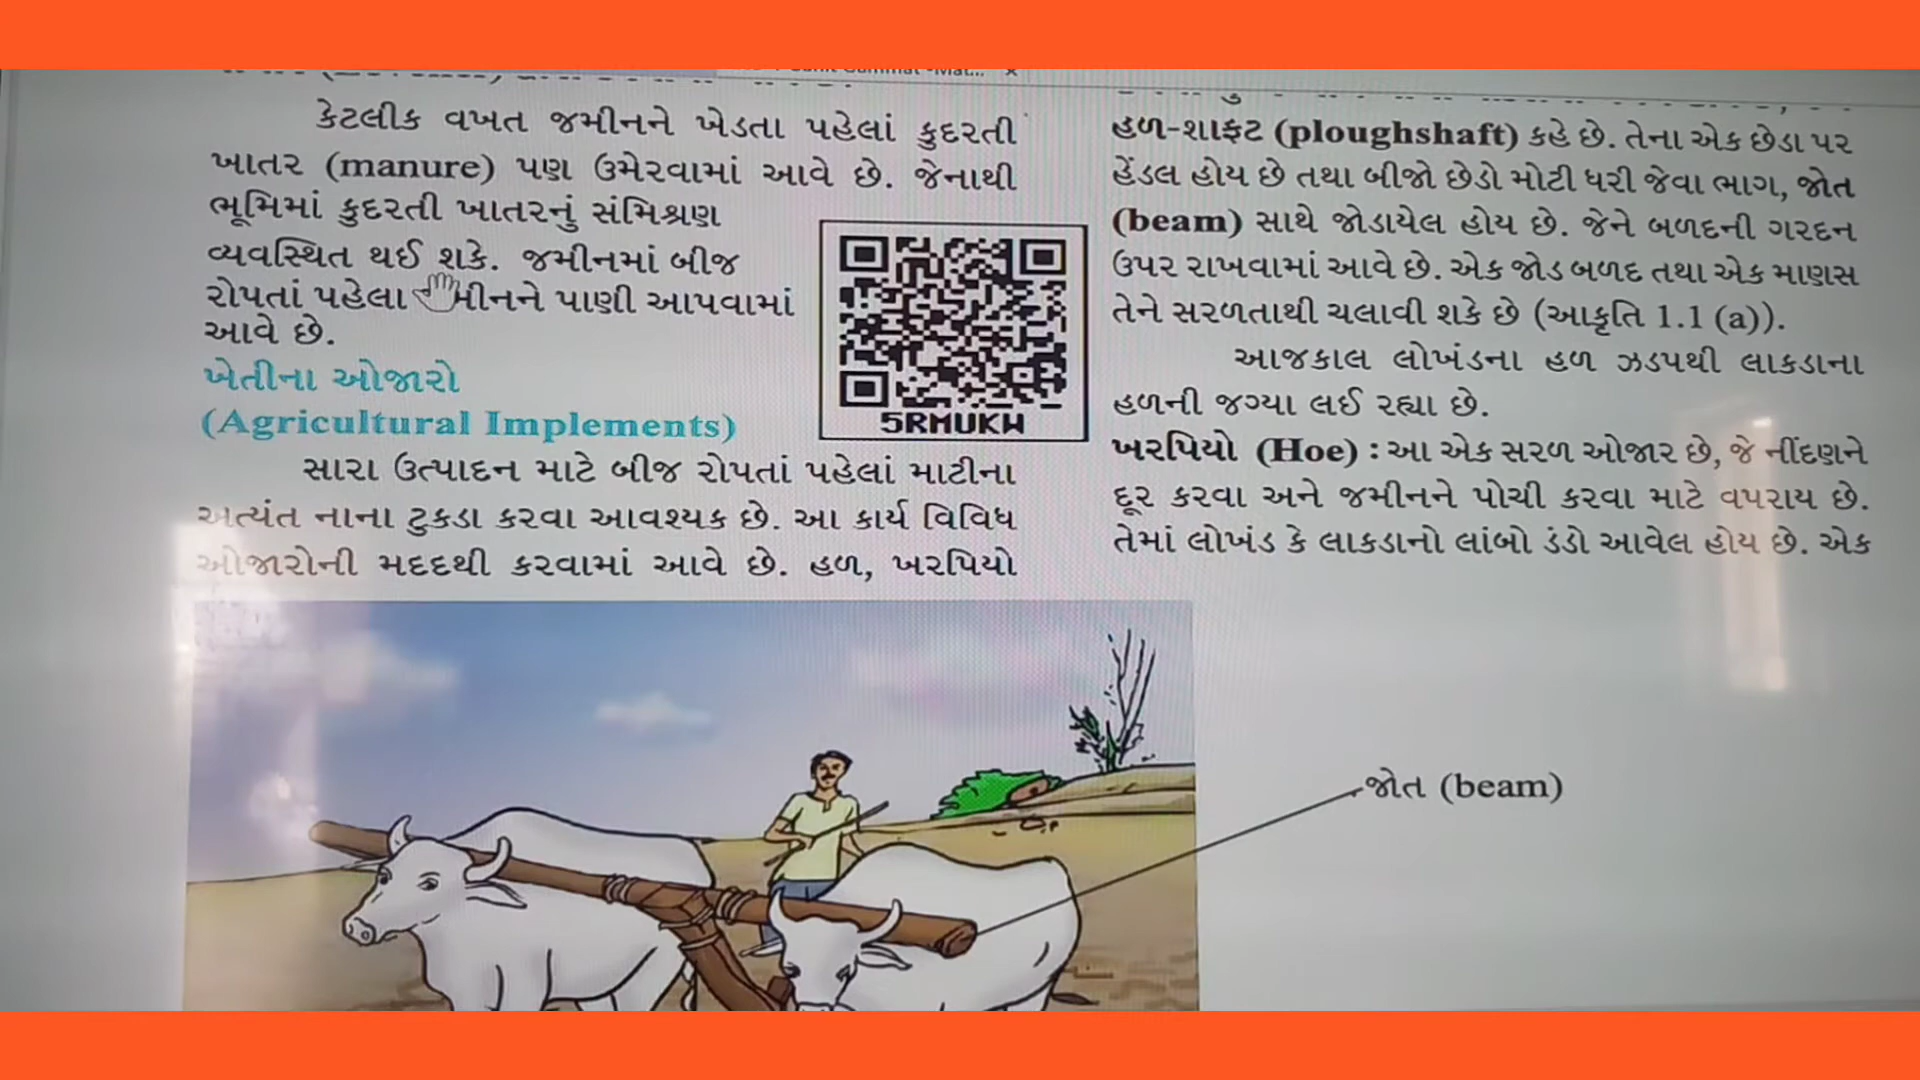 કેટલીક વખત જમીનને ખેડતા પહેલાં કુદરતી
ખાતર (manure) પણ ઉમેરવામાં આવે છે. જેનાથી
ભૂમિમાં કુદરતી ખાતરનું સંમિશ્રણ
વ્યવસ્થિત થઈ શકે. જમીનમાં બીજ
રોપતાં પહેલા મીનને પાણી આપવામાં
આવે છે.
5RMUKW
ખેતીના ઓજારો
(Agricultural Implements)
સારા ઉત્પાદન માટે બીજ રોપતાં પહેલાં માટીના
અત્યંત નાના ટુકડા કરવા આવશ્યક છે. આ કાર્ય વિવિધ
ઓજારોની મદદથી કરવામાં આવે છે. હળ, ખરપિયો
હળ-શાફટ (ploughshaft) કહે છે. તેના એક છેડા પર
હેંડલ હોય છે તથા બીજો છેડો મોટી ધરી જેવા ભાગ, જોત
(beam) સાથે જોડાયેલ હોય છે. જેને બળદની ગરદન
ઉપર રાખવામાં આવે છે. એક જોડ બળદ તથા એક માણસ
તેને સરળતાથી ચલાવી શકે છે (આકૃતિ 1.1 (a)).
આજકાલ લોખંડના હળ ઝડપથી લાકડાના
હળની જગ્યા લઈ રહ્યા છે.
ખરપિયો (Hoe) : આ એક સરળ ઓજાર છે, જે નીંદણને
દૂર કરવા અને જમીનને પોચી કરવા માટે વપરાય છે.
તેમાં લોખંડ કે લાકડાનો લાંબો ડંડો આવેલ હોય છે. એક
જોત (beam)